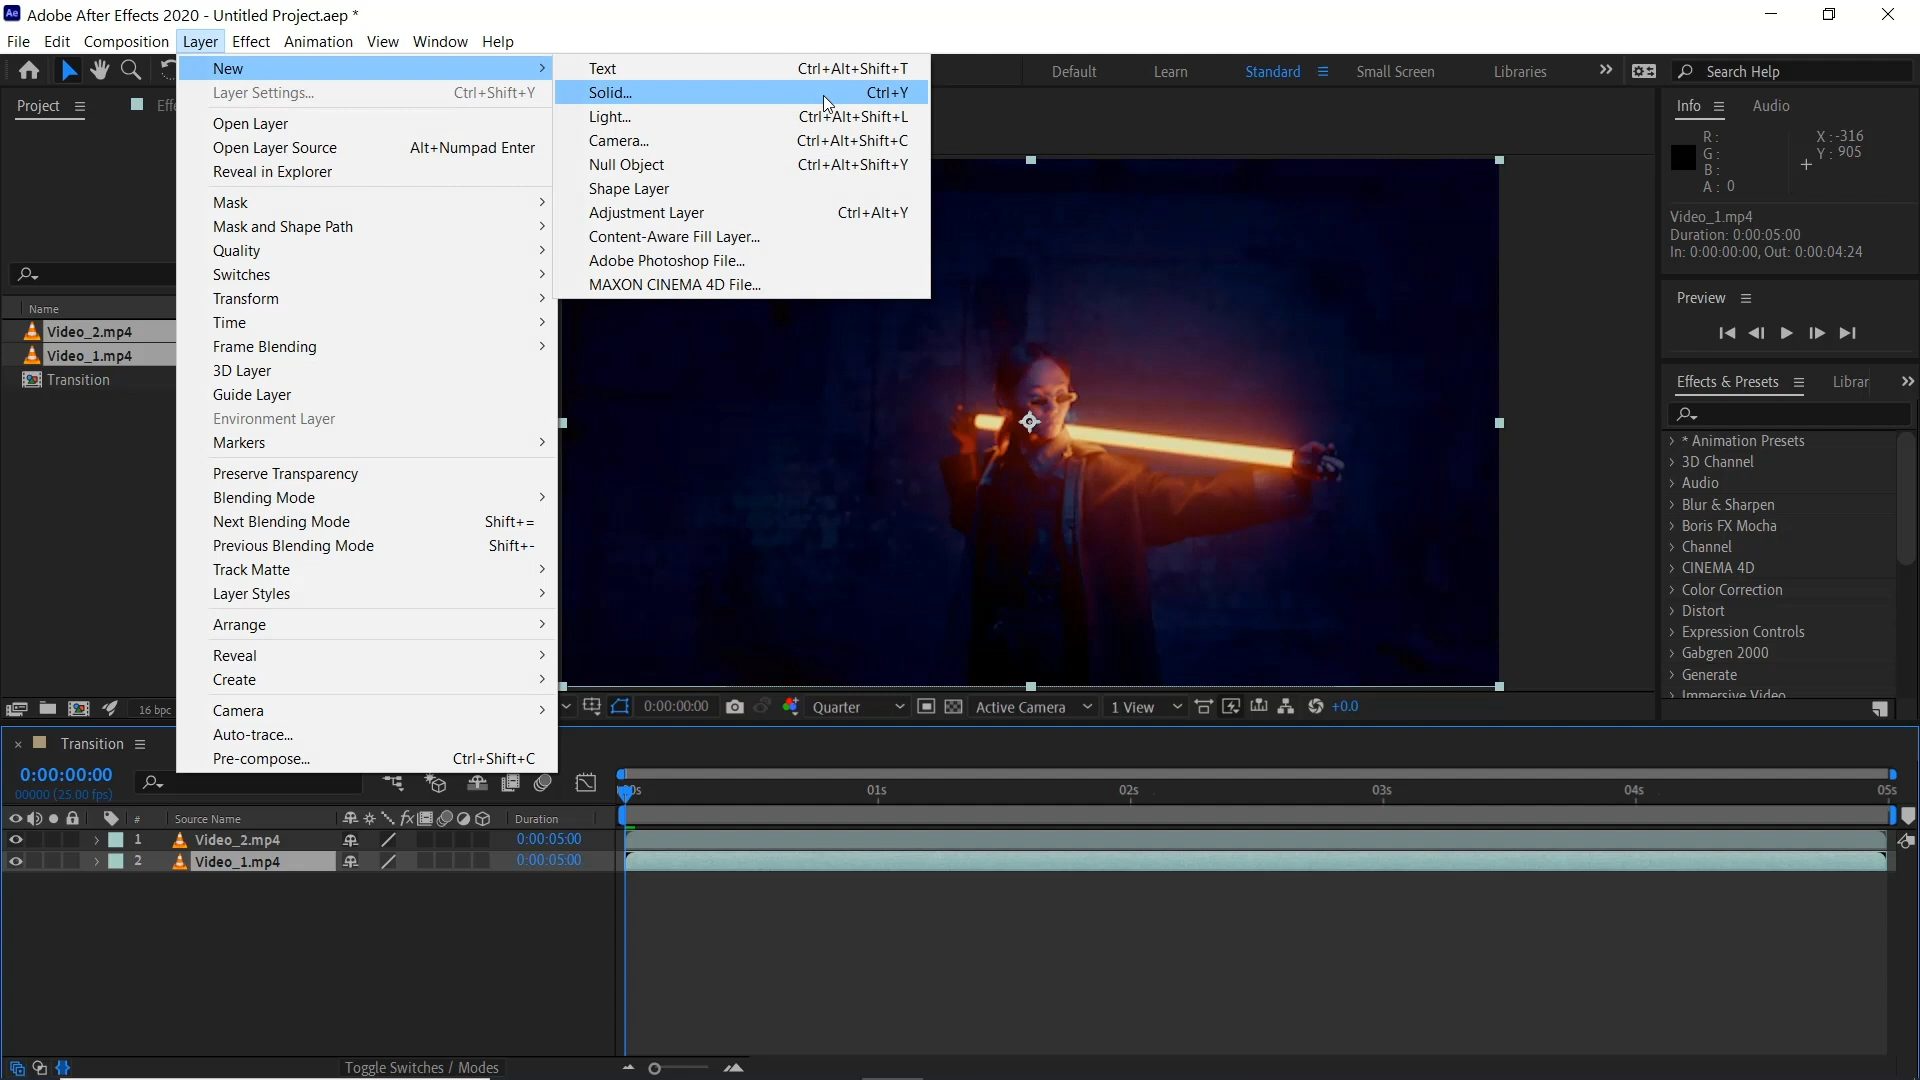 Ae Adobe After Effects 2020 - Untitled Project.aep *
File Edit Composition Layer Effect Animation View Window Help
Default Learn Standard Small Screen Libraries Search Help
New
Layer Settings... Ctrl+Shift+Y
Open Layer
Open Layer Source Alt+Numpad Enter
Reveal in Explorer
Mask
Mask and Shape Path
Quality
Switches
Transform
Time
Frame Blending
3D Layer
Guide Layer
Environment Layer
Markers
Preserve Transparency
Blending Mode
Next Blending Mode Shift+=
Previous Blending Mode Shift+-
Track Matte
Layer Styles
Arrange
Reveal
Create
Camera
Auto-trace...
Pre-compose... Ctrl+Shift+C
Text Ctrl+Alt+Shift+T
Solid... Ctrl+Y
Light... Ctrl+Alt+Shift+L
Camera... Ctrl+Alt+Shift+C
Null Object Ctrl+Alt+Shift+Y
Shape Layer
Adjustment Layer Ctrl+Alt+Y
Content-Aware Fill Layer...
Adobe Photoshop File...
MAXON CINEMA 4D File...
Project Effe
Name
Video_2.mp4
Video_1.mp4
Transition
16 bpc
0:00:00:00 Quarter Active Camera 1 View +0.0
Info Audio
R:
G:
B:
A: 0
X: -316
Y: 905
Video_1.mp4
Duration: 0:00:05:00
In: 0:00:00:00, Out: 0:00:04:24
Preview
Effects & Presets Librar
* Animation Presets
3D Channel
Audio
Blur & Sharpen
Boris FX Mocha
Channel
CINEMA 4D
Color Correction
Distort
Expression Controls
Gabgren 2000
Generate
Immersive Video
Transition
0:00:00:00
00000 (25.00 fps)
01s 02s 03s 04s 05s
# Source Name fx Duration
1 Video_2.mp4 0:00:05:00
2 Video_1.mp4 0:00:05:00
Toggle Switches / Modes